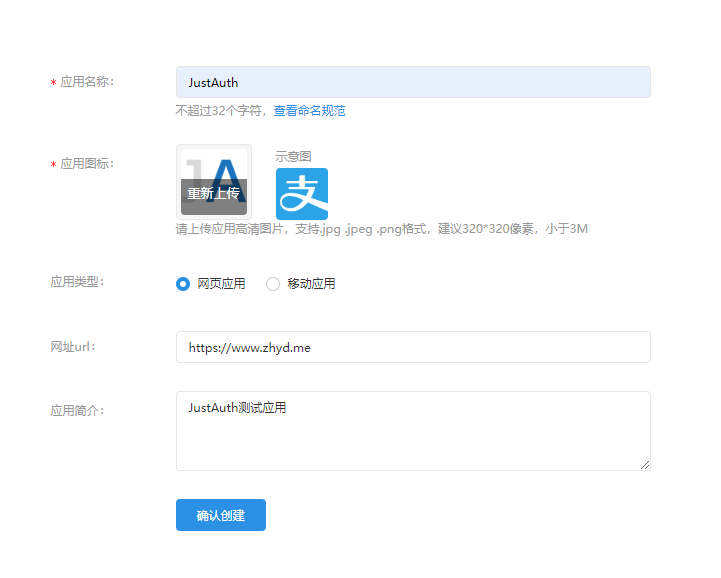 * 应用名称：
JustAuth
不超过32个字符，查看命名规范
* 应用图标：
JA
重新上传
示意图
支
请上传应用高清图片，支持.jpg .jpeg .png格式，建议320*320像素，小于3M
应用类型：
网页应用
移动应用
网址url：
https://www.zhyd.me
应用简介：
JustAuth测试应用
确认创建